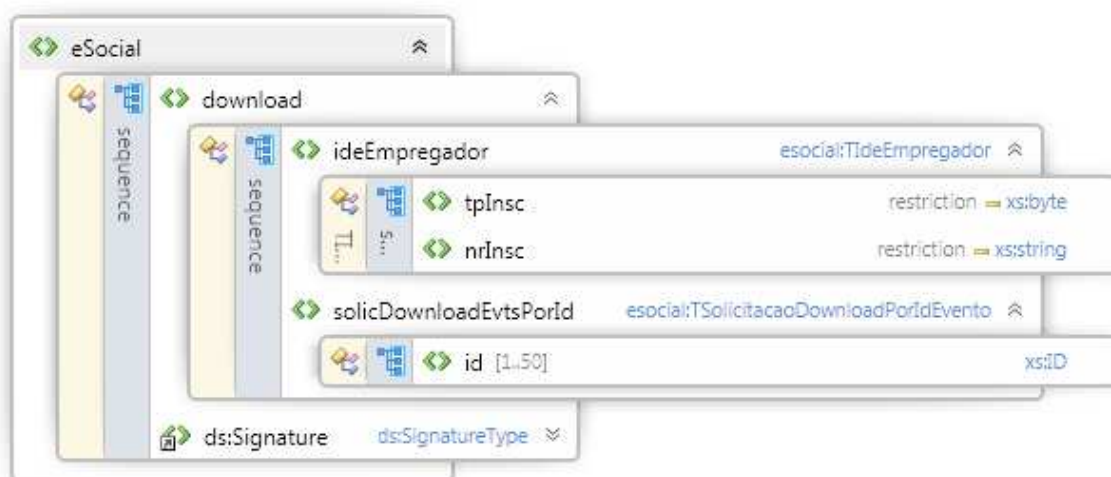 eSocial
sequence
download
sequence
ideEmpregador esocial:TIdeEmpregador
TI...
s...
tpInsc restriction xs:byte
nrInsc restriction xs:string
solicDownloadEvtsPorId esocial:TSolicitacaoDownloadPorIdEvento
id [1..50] xs:ID
ds:Signature ds:SignatureType